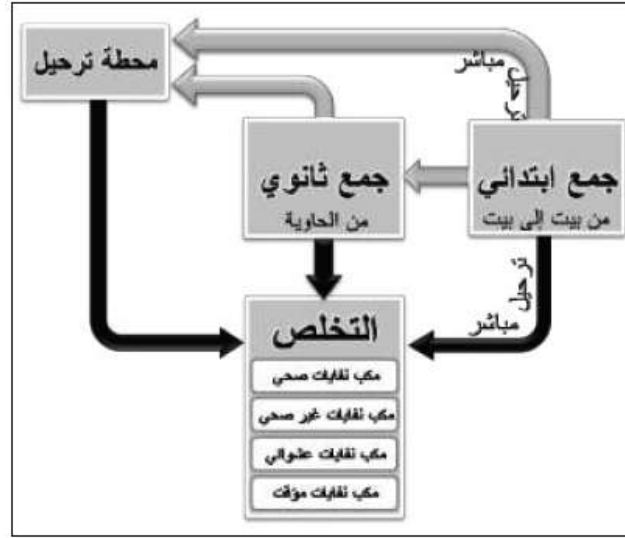 محطة ترحيل
ترحيل مباشر
جمع ابتدائي
من بيت إلى بيت
جمع ثانوي
من الحاوية
ترحيل مباشر
التخلص
مكب نفايات صحي
مكب نفايات غير صحي
مكب نفايات عشوائي
مكب نفايات مؤقت